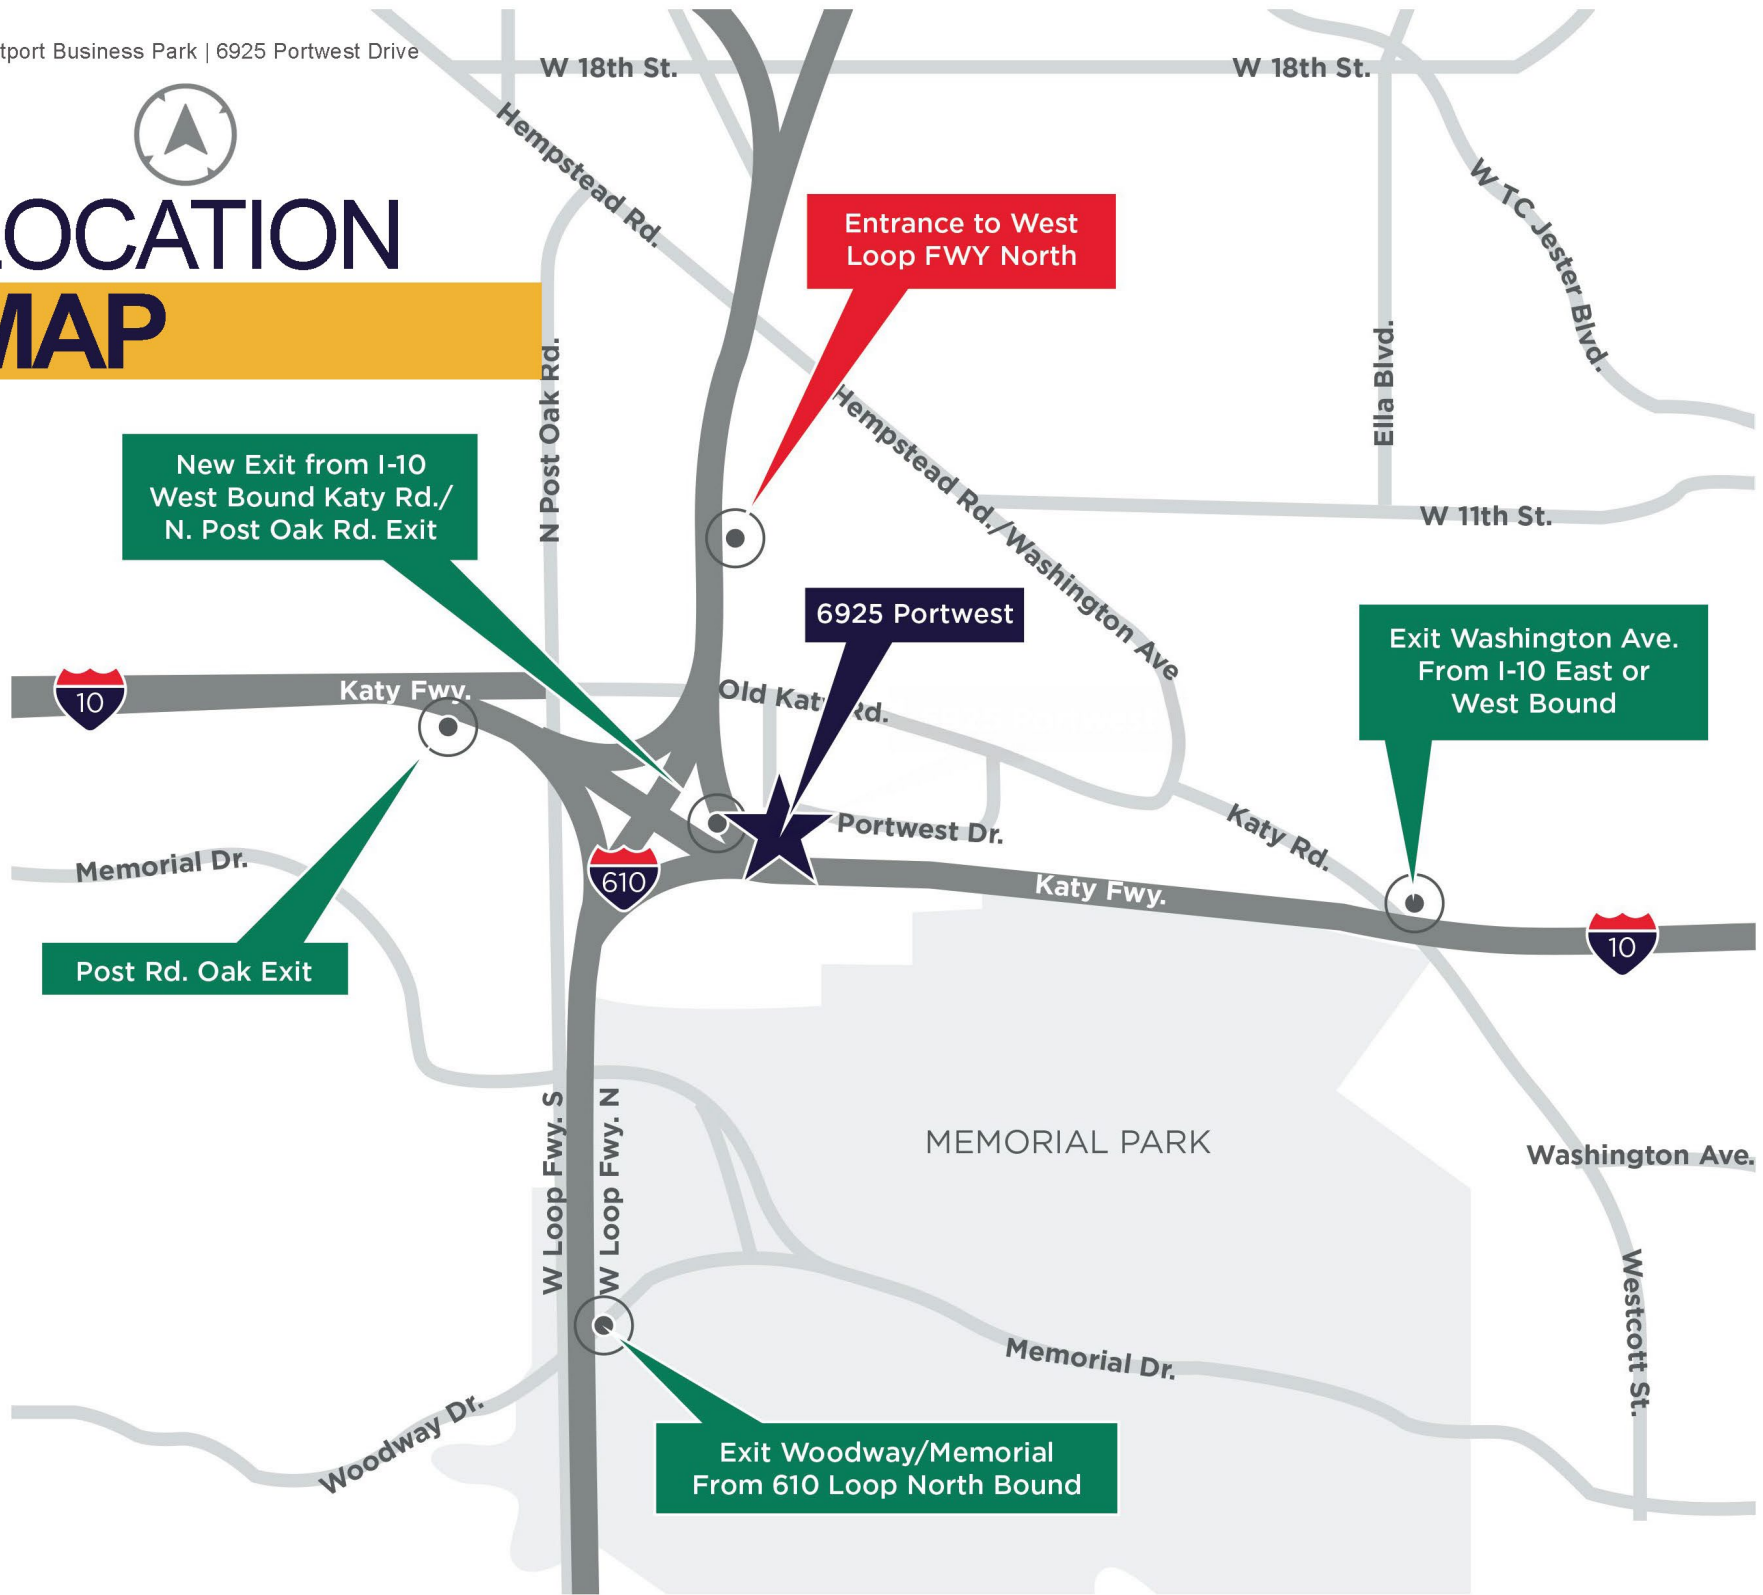 tport Business Park | 6925 Portwest Drive
LOCATION
MAP
W 18th St.
W 18th St.
Hempstead Rd.
W TC Jester Blvd.
Entrance to West
Loop FWY North
N Post Oak Rd.
Ella Blvd.
New Exit from I-10
West Bound Katy Rd./
N. Post Oak Rd. Exit
Hempstead Rd./Washington Ave
W 11th St.
6925 Portwest
Exit Washington Ave.
From I-10 East or
West Bound
10
Katy Fwy.
Old Katy Rd.
Portwest Dr.
Katy Rd.
Memorial Dr.
610
Katy Fwy.
10
Post Rd. Oak Exit
W Loop Fwy. S
W Loop Fwy. N
MEMORIAL PARK
Washington Ave.
Westcott St.
Memorial Dr.
Woodway Dr.
Exit Woodway/Memorial
From 610 Loop North Bound